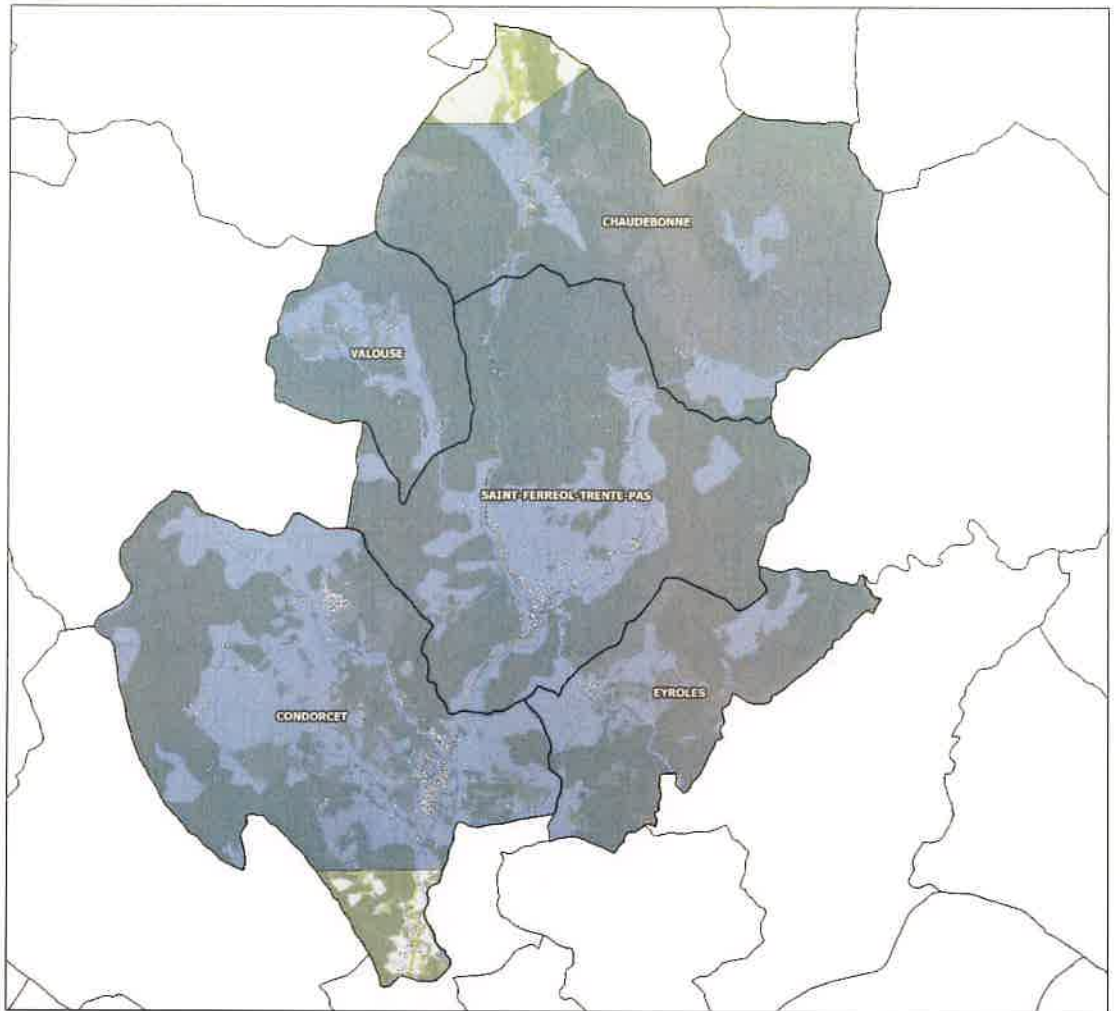 CHAUDEBONNE
VALOUSE
SAINT-FERREOL-TRENTE-PAS
EYROLES
CONDORCET